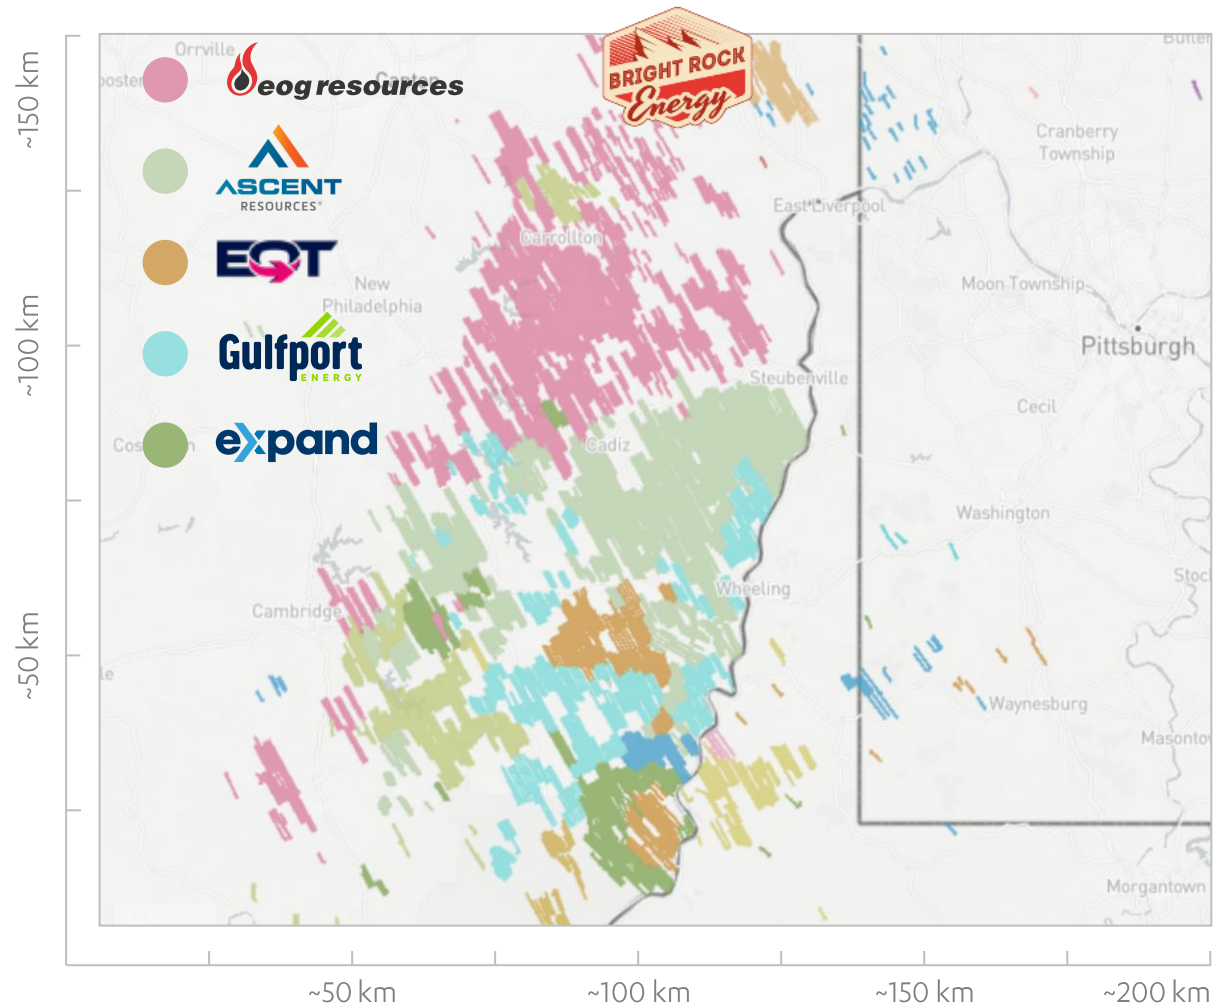 Orrville
Canton
Butler
eog resources
BRIGHT ROCK
Energy
Cranberry
Township
ASCENT
RESOURCES
East Liverpool
Carrollton
EQT
New
Philadelphia
Moon Township
Gulfport
ENERGY
Pittsburgh
Steubenville
Cecil
expand
Cadiz
Washington
Wheeling
Cambridge
Waynesburg
Morgantown
~150 km
~100 km
~50 km
~50 km
~100 km
~150 km
~200 km